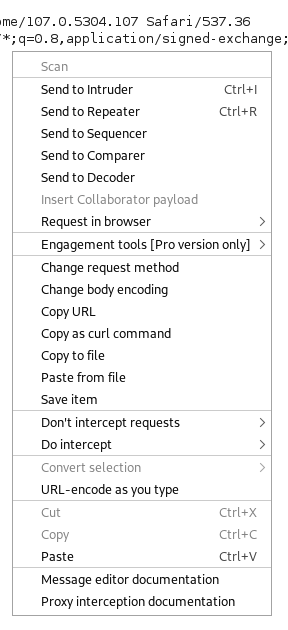 ome/107.0.5304.107 Safari/537.36
/*;q=0.8,application/signed-exchange;
Scan
Send to Intruder Ctrl+I
Send to Repeater Ctrl+R
Send to Sequencer
Send to Comparer
Send to Decoder
Insert Collaborator payload
Request in browser >
Engagement tools [Pro version only] >
Change request method
Change body encoding
Copy URL
Copy as curl command
Copy to file
Paste from file
Save item
Don't intercept requests >
Do intercept >
Convert selection >
URL-encode as you type
Cut Ctrl+X
Copy Ctrl+C
Paste Ctrl+V
Message editor documentation
Proxy interception documentation